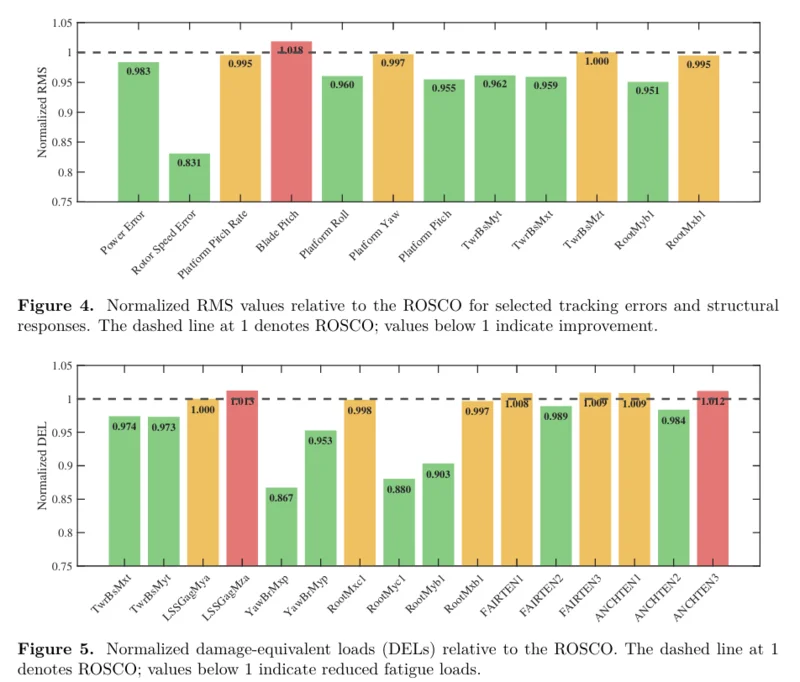 1.05
1
0.95
0.9
0.85
0.8
0.75
Normalized RMS
0.983
0.831
0.995
1.018
0.960
0.997
0.955
0.962
0.959
1.000
0.951
0.995
Power Error
Rotor Speed Error
Platform Pitch Rate
Blade Pitch
Platform Roll
Platform Yaw
Platform Pitch
TwrBsMyt
TwrBsMxt
TwrBsMzt
RootMyb1
RootMxb1
Figure 4. Normalized RMS values relative to the ROSCO for selected tracking errors and structural
responses. The dashed line at 1 denotes ROSCO; values below 1 indicate improvement.
1.05
1
0.95
0.9
0.85
0.8
0.75
Normalized DEL
0.974
0.973
1.000
1.013
0.867
0.953
0.998
0.880
0.903
0.997
1.008
0.989
1.009
1.009
0.984
1.012
TwrBsMxt
TwrBsMyt
LSSGagMya
LSSGagMza
YawBrMxp
YawBrMyp
RootMxc1
RootMyc1
RootMyb1
RootMxb1
FAIRTEN1
FAIRTEN2
FAIRTEN3
ANCHTEN1
ANCHTEN2
ANCHTEN3
Figure 5. Normalized damage-equivalent loads (DELs) relative to the ROSCO. The dashed line at 1
denotes ROSCO; values below 1 indicate reduced fatigue loads.